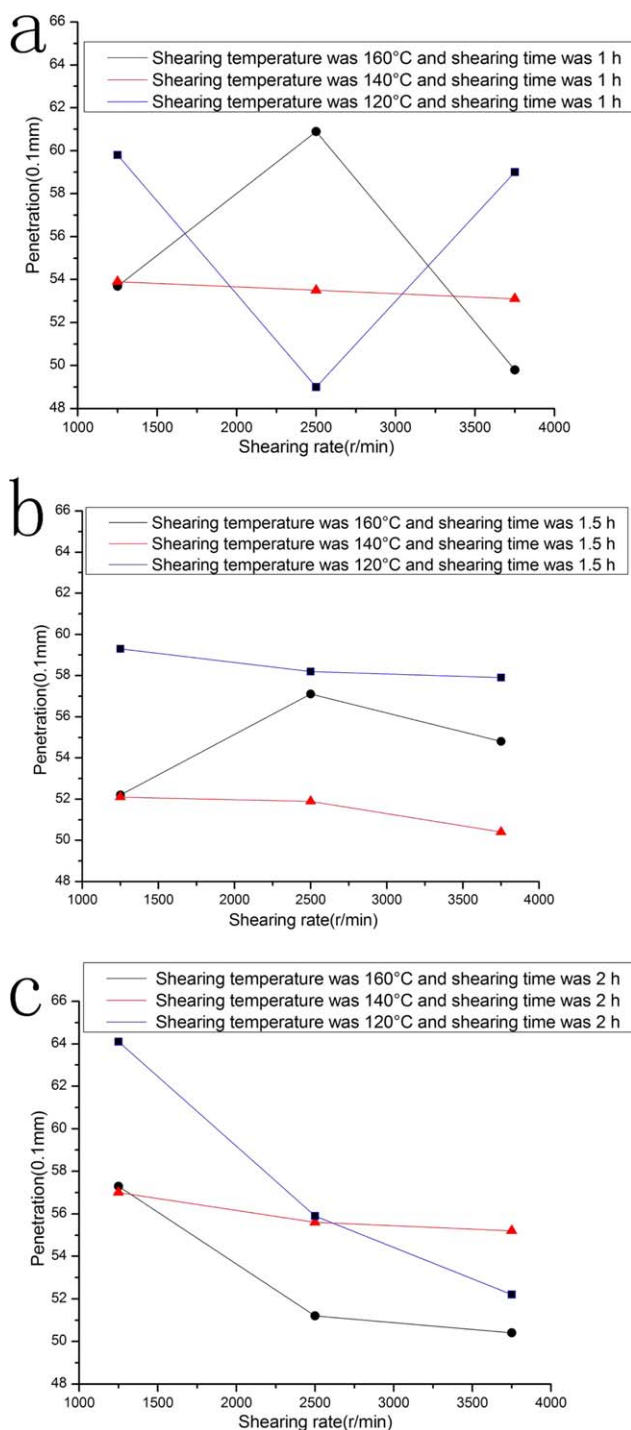 a
Shearing temperature was 160°C and shearing time was 1 h
Shearing temperature was 140°C and shearing time was 1 h
Shearing temperature was 120°C and shearing time was 1 h
66
64
62
60
58
56
54
52
50
48
Penetration(0.1mm)
1000 1500 2000 2500 3000 3500 4000
Shearing rate(r/min)
b
Shearing temperature was 160°C and shearing time was 1.5 h
Shearing temperature was 140°C and shearing time was 1.5 h
Shearing temperature was 120°C and shearing time was 1.5 h
66
64
62
60
58
56
54
52
50
48
Penetration(0.1mm)
1000 1500 2000 2500 3000 3500 4000
Shearing rate(r/min)
c
Shearing temperature was 160°C and shearing time was 2 h
Shearing temperature was 140°C and shearing time was 2 h
Shearing temperature was 120°C and shearing time was 2 h
66
64
62
60
58
56
54
52
50
48
Penetration(0.1mm)
1000 1500 2000 2500 3000 3500 4000
Shearing rate(r/min)